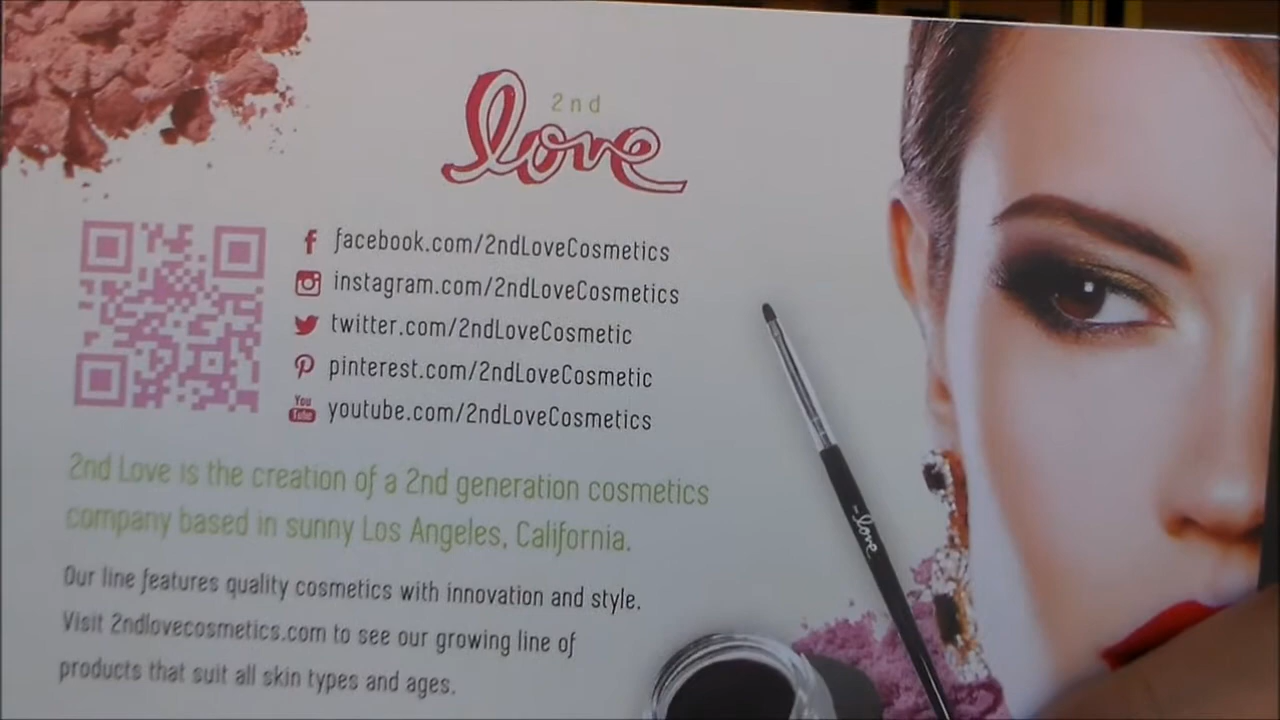 2nd
love
facebook.com/2ndLoveCosmetics
instagram.com/2ndLoveCosmetics
twitter.com/2ndLoveCosmetic
pinterest.com/2ndLoveCosmetic
You
Tube
youtube.com/2ndLoveCosmetics
2nd Love is the creation of a 2nd generation cosmetics
company based in sunny Los Angeles, California.
Our line features quality cosmetics with innovation and style.
Visit 2ndlovecosmetics.com to see our growing line of
products that suit all skin types and ages.
-love